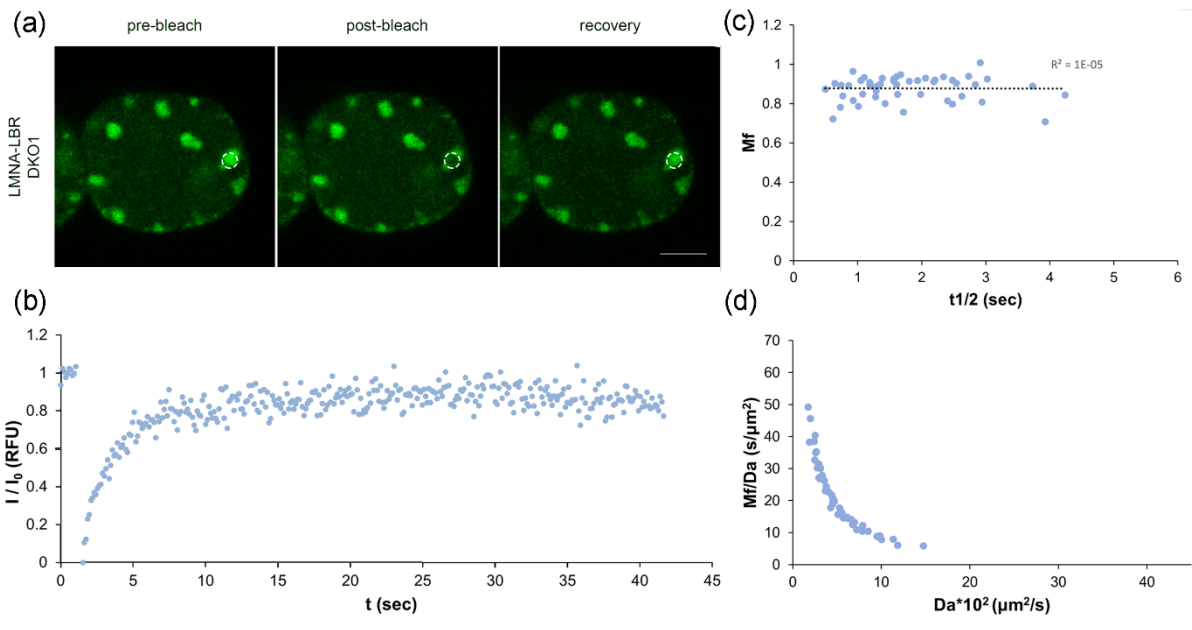 (a)
pre-bleach post-bleach recovery
LMNA-LBR
DKO1
(b)
1.2
1
0.8
0.6
0.4
0.2
0
I / I₀ (RFU)
0 5 10 15 20 25 30 35 40 45
t (sec)
(c)
1.2
1
0.8
0.6
0.4
0.2
0
Mf
R² = 1E-05
0 1 2 3 4 5 6
t1/2 (sec)
(d)
70
60
50
40
30
20
10
0
Mf/Da (s/μm²)
0 10 20 30 40
Da*10² (μm²/s)